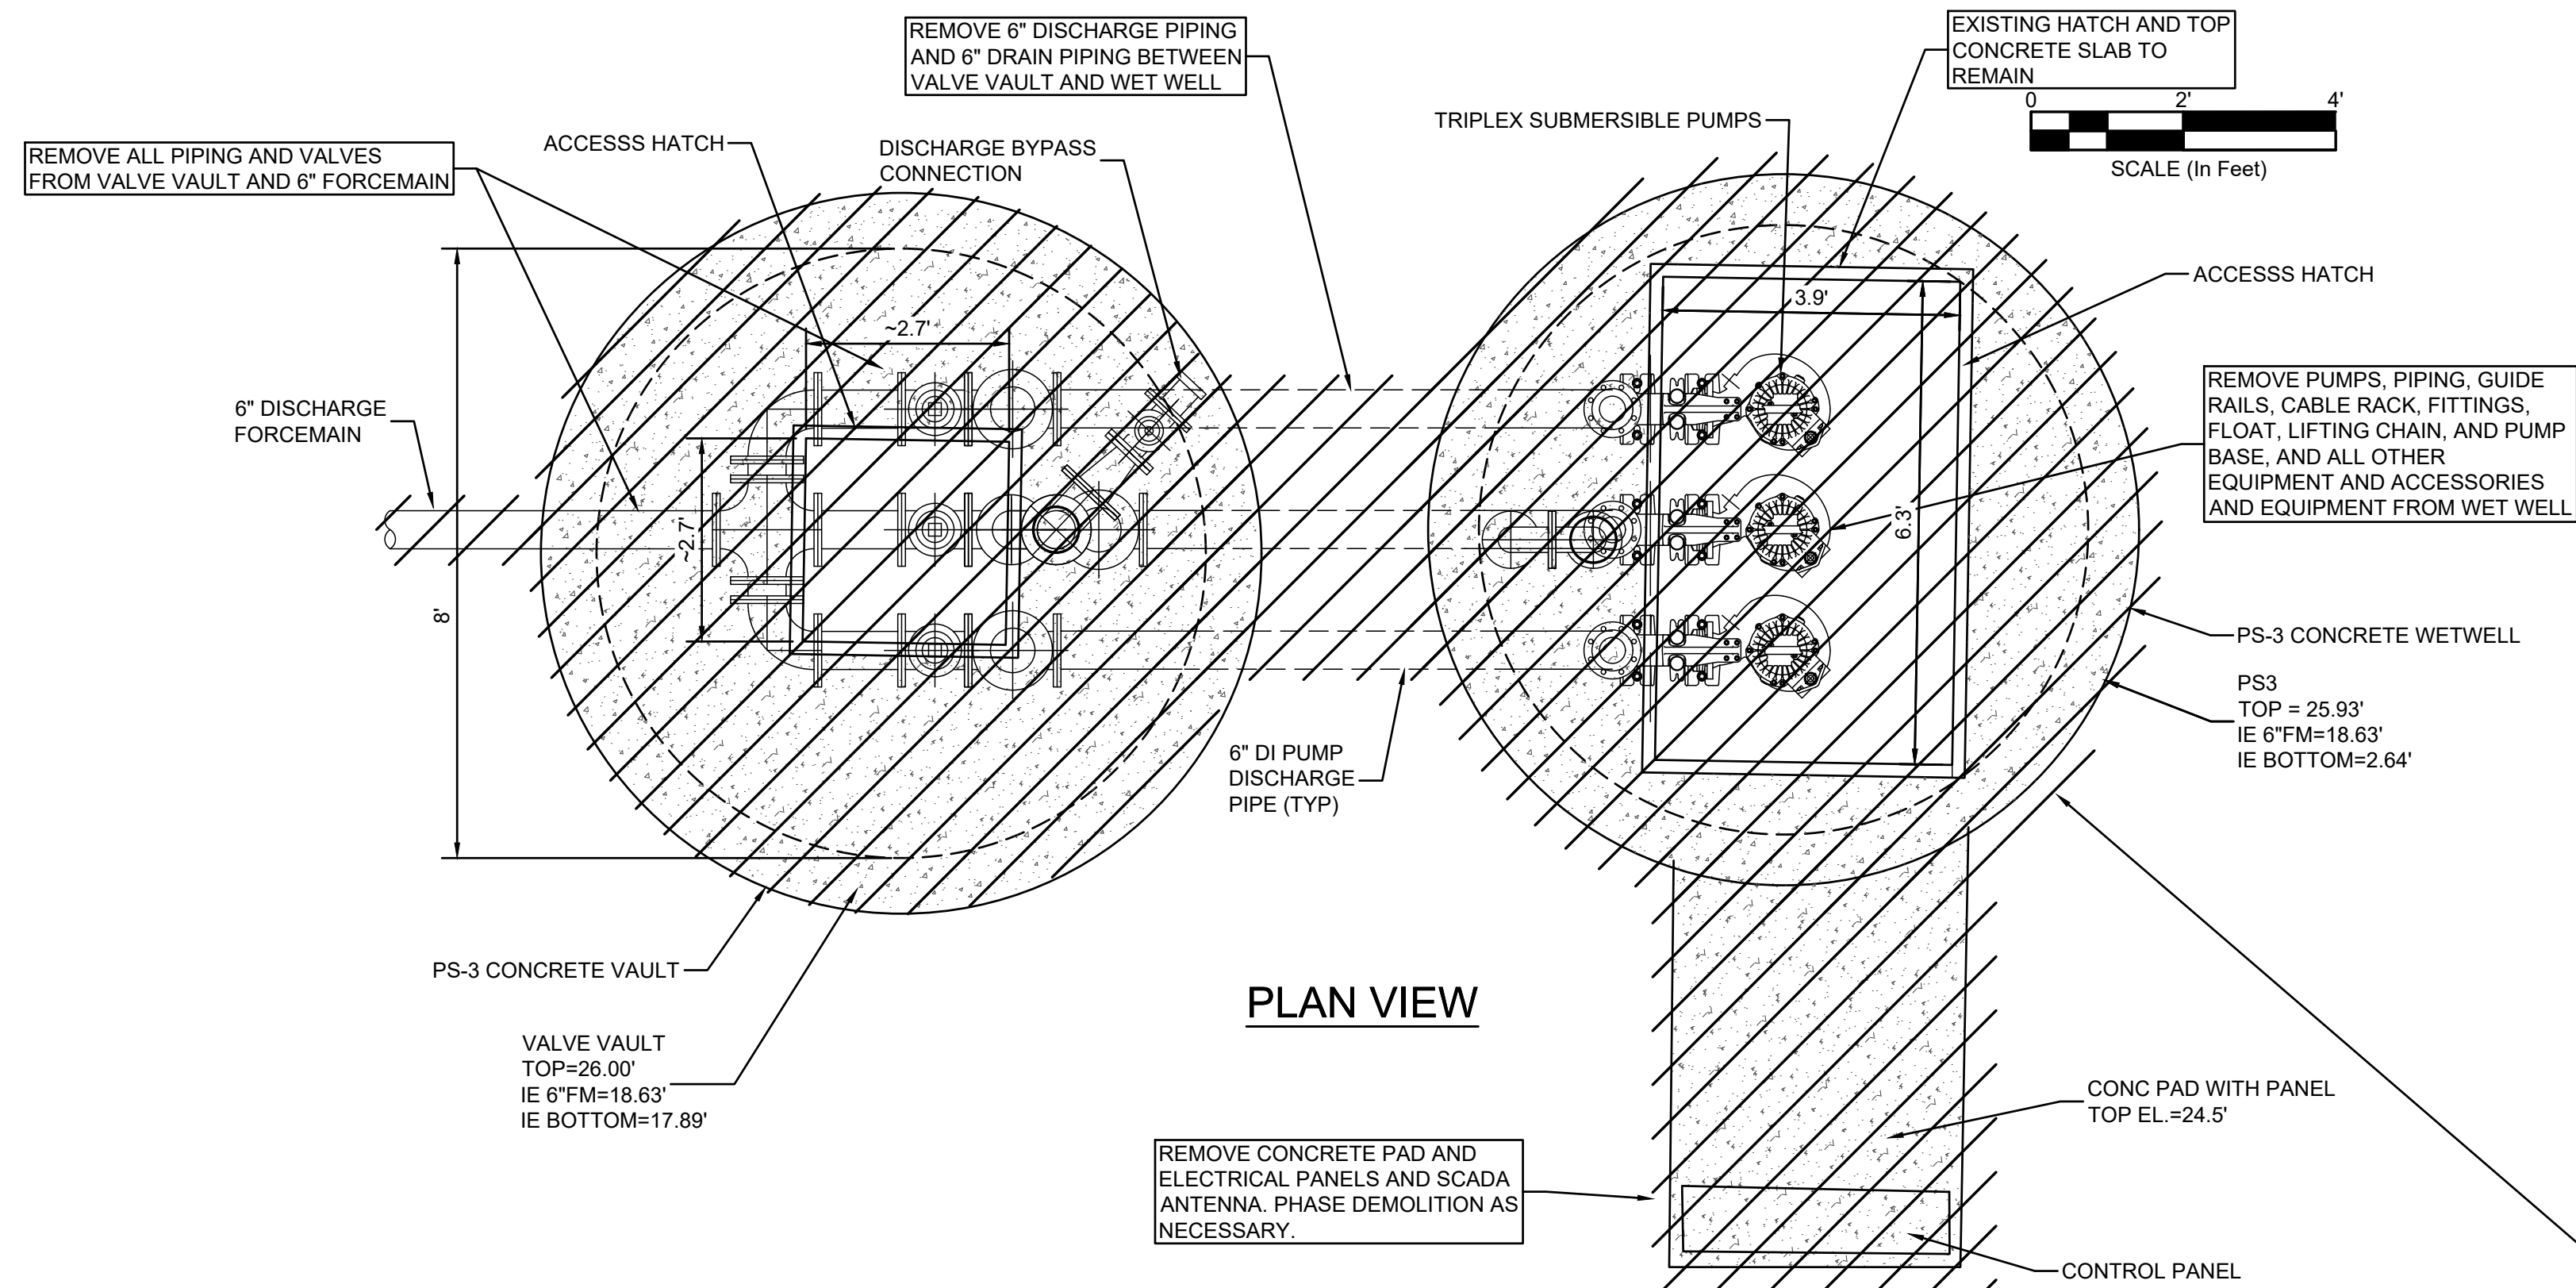 REMOVE 6" DISCHARGE PIPING
AND 6" DRAIN PIPING BETWEEN
VALVE VAULT AND WET WELL
EXISTING HATCH AND TOP
CONCRETE SLAB TO
REMAIN
0 2' 4'
SCALE (In Feet)
TRIPLEX SUBMERSIBLE PUMPS
ACCESSS HATCH
DISCHARGE BYPASS
CONNECTION
REMOVE ALL PIPING AND VALVES
FROM VALVE VAULT AND 6" FORCEMAIN
ACCESSS HATCH
3.9'
~2.7'
6" DISCHARGE
FORCEMAIN
REMOVE PUMPS, PIPING, GUIDE
RAILS, CABLE RACK, FITTINGS,
FLOAT, LIFTING CHAIN, AND PUMP
BASE, AND ALL OTHER
EQUIPMENT AND ACCESSORIES
AND EQUIPMENT FROM WET WELL
8'
~2.7'
6.3'
PS-3 CONCRETE WETWELL
PS3
TOP = 25.93'
IE 6"FM=18.63'
IE BOTTOM=2.64'
6" DI PUMP
DISCHARGE
PIPE (TYP)
PS-3 CONCRETE VAULT
PLAN VIEW
VALVE VAULT
TOP=26.00'
IE 6"FM=18.63'
IE BOTTOM=17.89'
CONC PAD WITH PANEL
TOP EL.=24.5'
REMOVE CONCRETE PAD AND
ELECTRICAL PANELS AND SCADA
ANTENNA. PHASE DEMOLITION AS
NECESSARY.
CONTROL PANEL